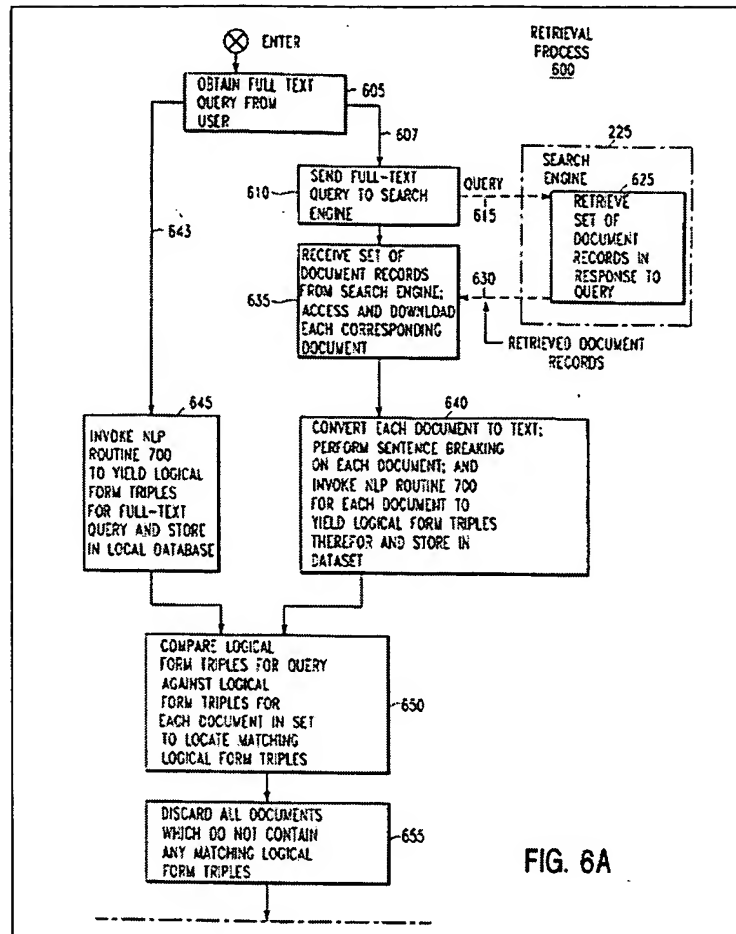 ENTER
RETRIEVAL
PROCESS
600
OBTAIN FULL TEXT
QUERY FROM
USER
605
607
225
SEARCH
ENGINE
625
SEND FULL-TEXT
QUERY TO SEARCH
ENGINE
610
QUERY
615
RETRIEVE
SET OF
DOCUMENT
RECORDS IN
RESPONSE TO
QUERY
643
RECEIVE SET OF
DOCUMENT RECORDS
FROM SEARCH ENGINE;
ACCESS AND DOWNLOAD
EACH CORRESPONDING
DOCUMENT
635
630
RETRIEVED DOCUMENT
RECORDS
645
INVOKE NLP
ROUTINE 700
TO YIELD LOGICAL
FORM TRIPLES
FOR FULL-TEXT
QUERY AND STORE
IN LOCAL DATABASE
640
CONVERT EACH DOCUMENT TO TEXT;
PERFORM SENTENCE BREAKING
ON EACH DOCUMENT; AND
INVOKE NLP ROUTINE 700
FOR EACH DOCUMENT TO
YIELD LOGICAL FORM TRIPLES
THEREFOR AND STORE IN
DATASET
COMPARE LOGICAL
FORM TRIPLES FOR QUERY
AGAINST LOGICAL
FORM TRIPLES FOR
EACH DOCUMENT IN SET
TO LOCATE MATCHING
LOGICAL FORM TRIPLES
650
DISCARD ALL DOCUMENTS
WHICH DO NOT CONTAIN
ANY MATCHING LOGICAL
FORM TRIPLES
655
FIG. 6A